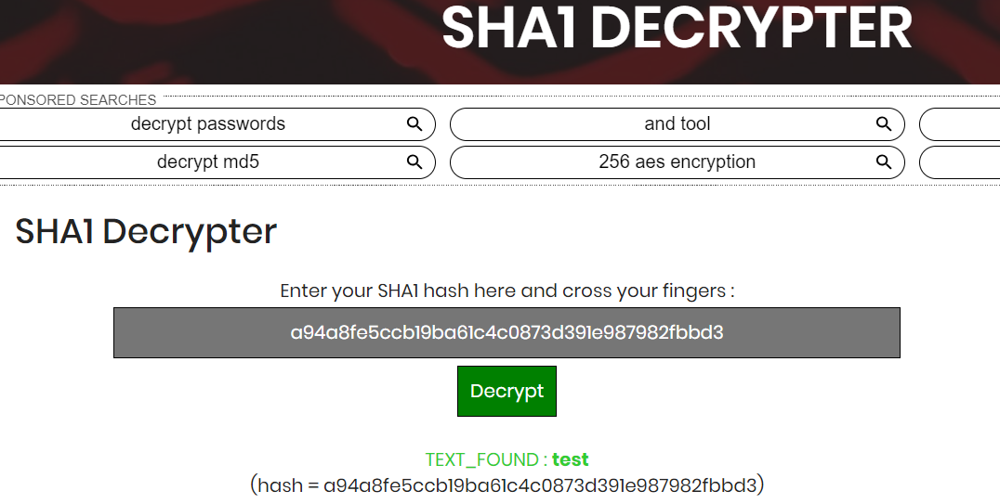 SHA1 DECRYPTER
PONSORED SEARCHES
decrypt passwords
and tool
decrypt md5
256 aes encryption
SHA1 Decrypter
Enter your SHA1 hash here and cross your fingers :
a94a8fe5ccb19ba61c4c0873d391e987982fbbd3
Decrypt
TEXT_FOUND : test
(hash = a94a8fe5ccb19ba61c4c0873d391e987982fbbd3)